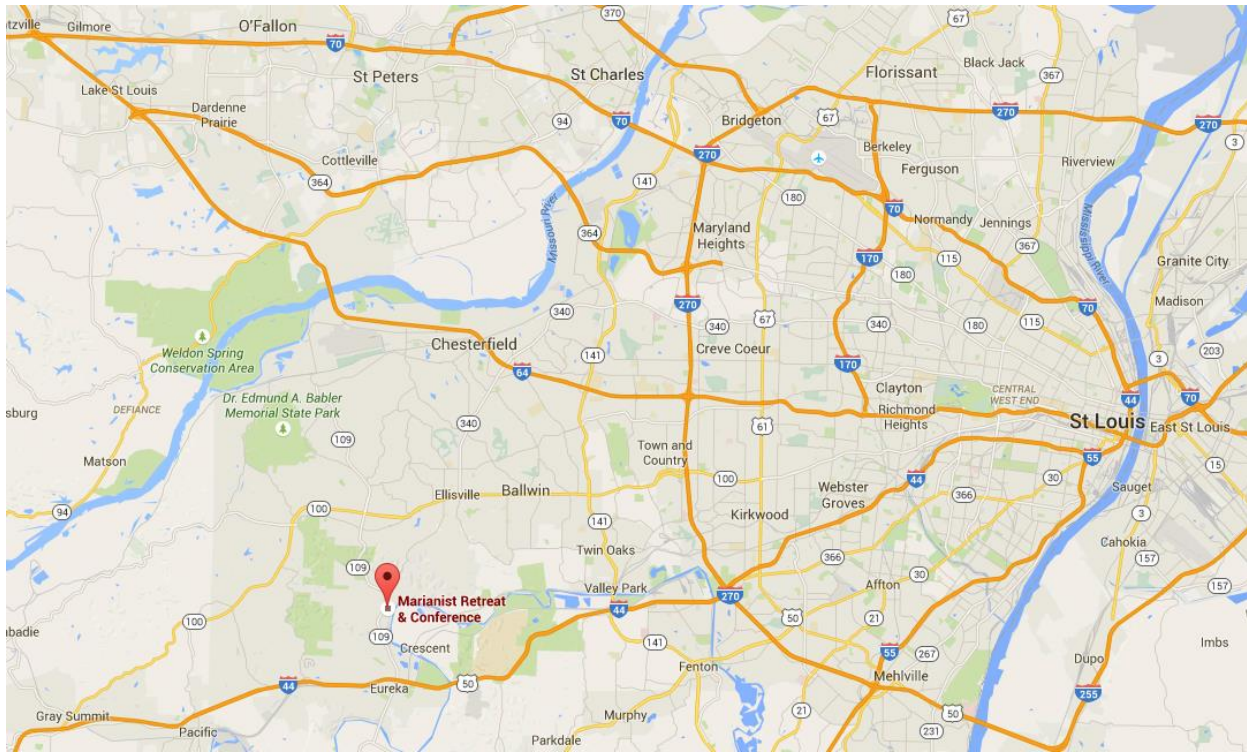 370
67
ntzville
Gilmore
O'Fallon
70
Black Jack
St Peters
St Charles
Florissant
367
Lake St Louis
Dardenne
Prairie
94
70
Bridgeton
67
270
270
3
Cottleville
364
270
Berkeley
Ferguson
Riverview
141
180
Missouri River
70
Normandy
Jennings
Mississippi River
364
Maryland
Heights
367
170
180
115
Granite City
270
67
340
340
340
180
115
70
Madison
Weldon Spring
Conservation Area
Chesterfield
141
Creve Coeur
170
3
203
64
Clayton
CENTRAL
WEST END
44
70
Dr. Edmund A. Babler
Memorial State Park
DEFIANCE
sburg
Richmond
Heights
St Louis
East St Louis
340
61
109
Town and
Country
55
Matson
100
44
30
15
Ellisville
Ballwin
Webster
Groves
366
Sauget
94
100
141
Kirkwood
3
Twin Oaks
366
Cahokia
157
109
Valley Park
Affton
30
157
Marianist Retreat
& Conference
44
270
50
21
100
109
Crescent
141
267
55
Imbs
badie
Fenton
Dupo
44
Eureka
50
Mehlville
255
Gray Summit
Murphy
21
50
Pacific
Parkdale
231